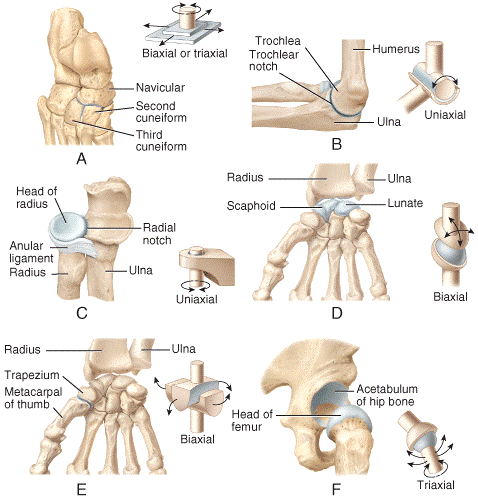 Biaxial or triaxial
Navicular
Second
cuneiform
Third
cuneiform
A
Trochlea
Trochlear
notch
Humerus
Ulna
Uniaxial
B
Head of
radius
Anular
ligament
Radius
Radial
notch
Ulna
Uniaxial
C
Radius
Ulna
Scaphoid
Lunate
Biaxial
D
Radius
Ulna
Trapezium
Metacarpal
of thumb
Biaxial
E
Acetabulum
of hip bone
Head of
femur
Triaxial
F